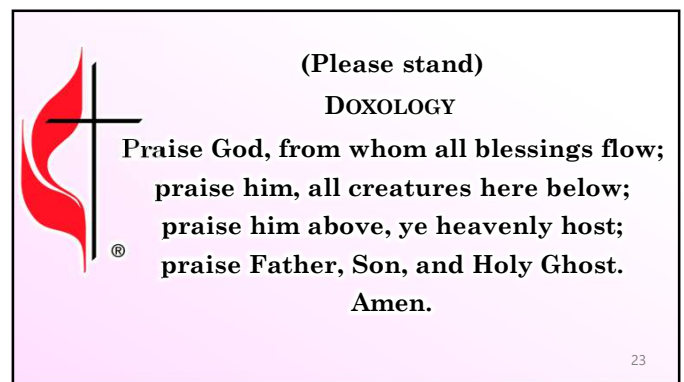 (Please stand)
DOXOLOGY
Praise God, from whom all blessings flow;
praise him, all creatures here below;
praise him above, ye heavenly host;
®
praise Father, Son, and Holy Ghost.
Amen.
23